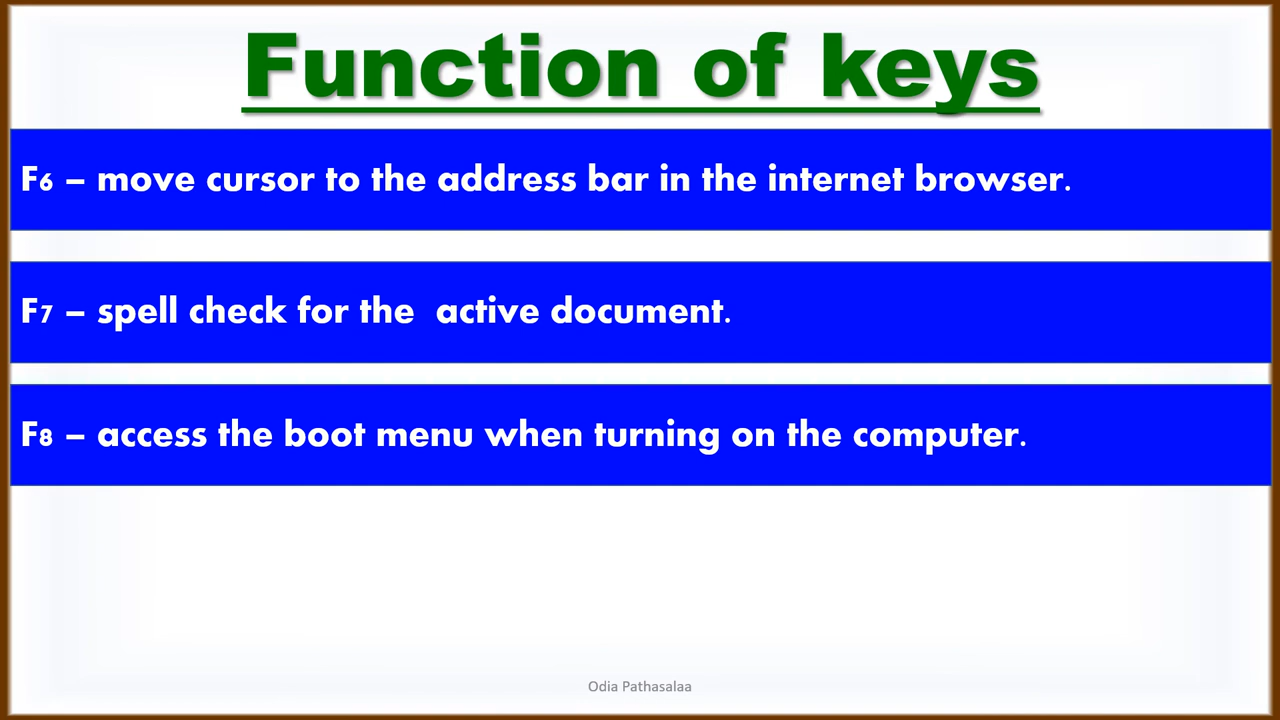 Function of keys
F6 – move cursor to the address bar in the internet browser.
F7 – spell check for the  active document.
F8 – access the boot menu when turning on the computer.
Odia Pathasalaa